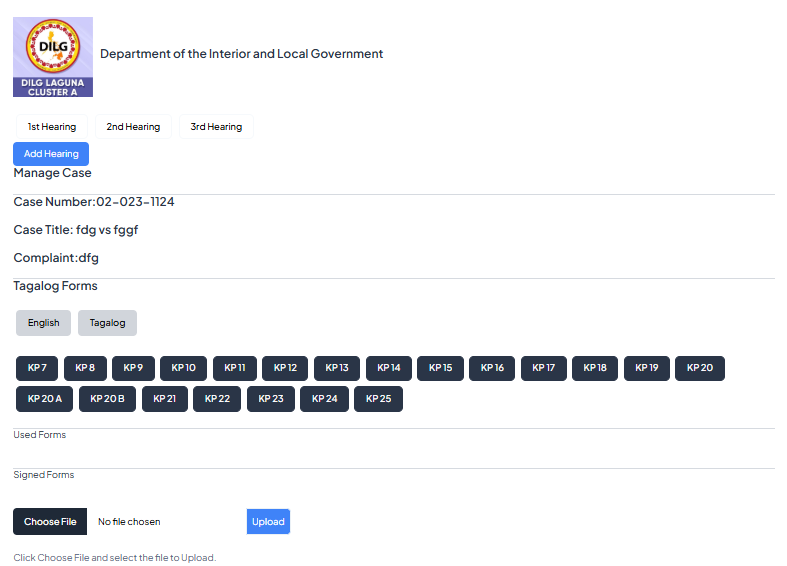 DILG
DILG LAGUNA
CLUSTER A
Department of the Interior and Local Government
1st Hearing 2nd Hearing 3rd Hearing
Add Hearing
Manage Case
Case Number:02-023-1124
Case Title: fdg vs fggf
Complaint:dfg
Tagalog Forms
English Tagalog
KP 7 KP 8 KP 9 KP 10 KP 11 KP 12 KP 13 KP 14 KP 15 KP 16 KP 17 KP 18 KP 19 KP 20
KP 20 A KP 20 B KP 21 KP 22 KP 23 KP 24 KP 25
Used Forms
Signed Forms
Choose File No file chosen Upload
Click Choose File and select the file to Upload.